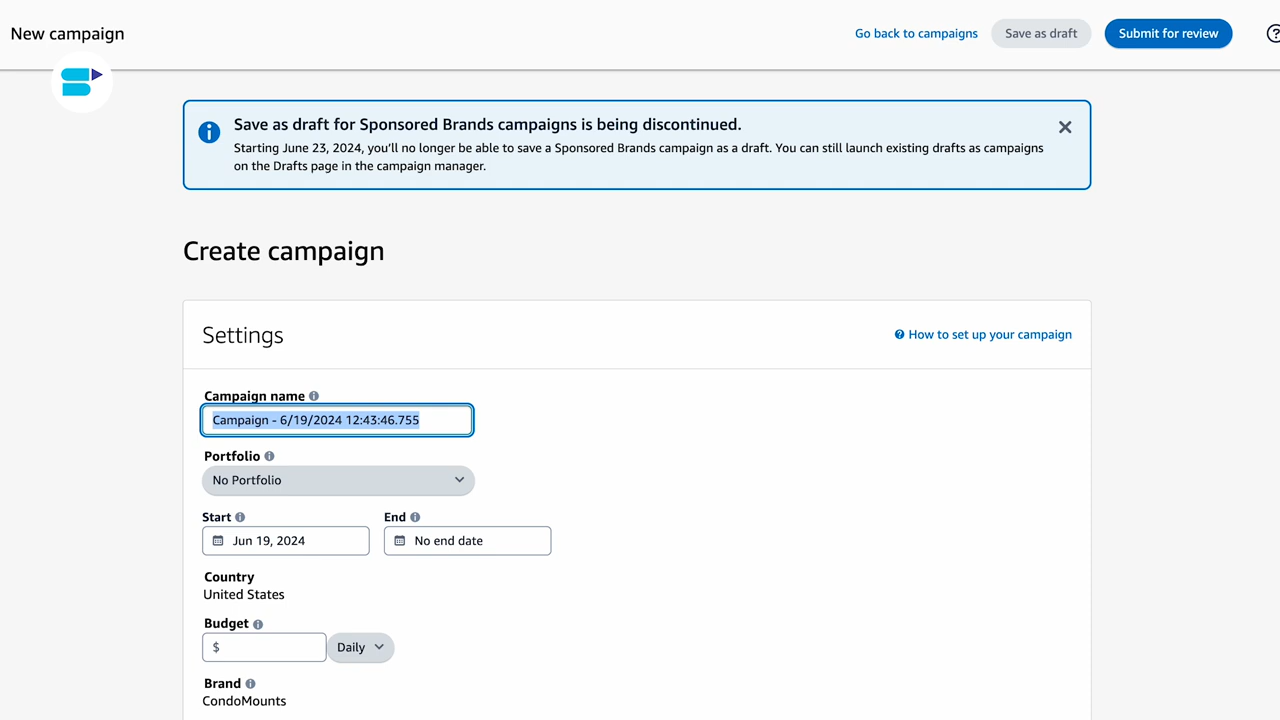 New campaign
Go back to campaigns
Save as draft
Submit for review
Save as draft for Sponsored Brands campaigns is being discontinued.
Starting June 23, 2024, you'll no longer be able to save a Sponsored Brands campaign as a draft. You can still launch existing drafts as campaigns
on the Drafts page in the campaign manager.
Create campaign
Settings
How to set up your campaign
Campaign name
Campaign - 6/19/2024 12:43:46.755
Portfolio
No Portfolio
Start
End
Jun 19, 2024
No end date
Country
United States
Budget
$
Daily
Brand
CondoMounts